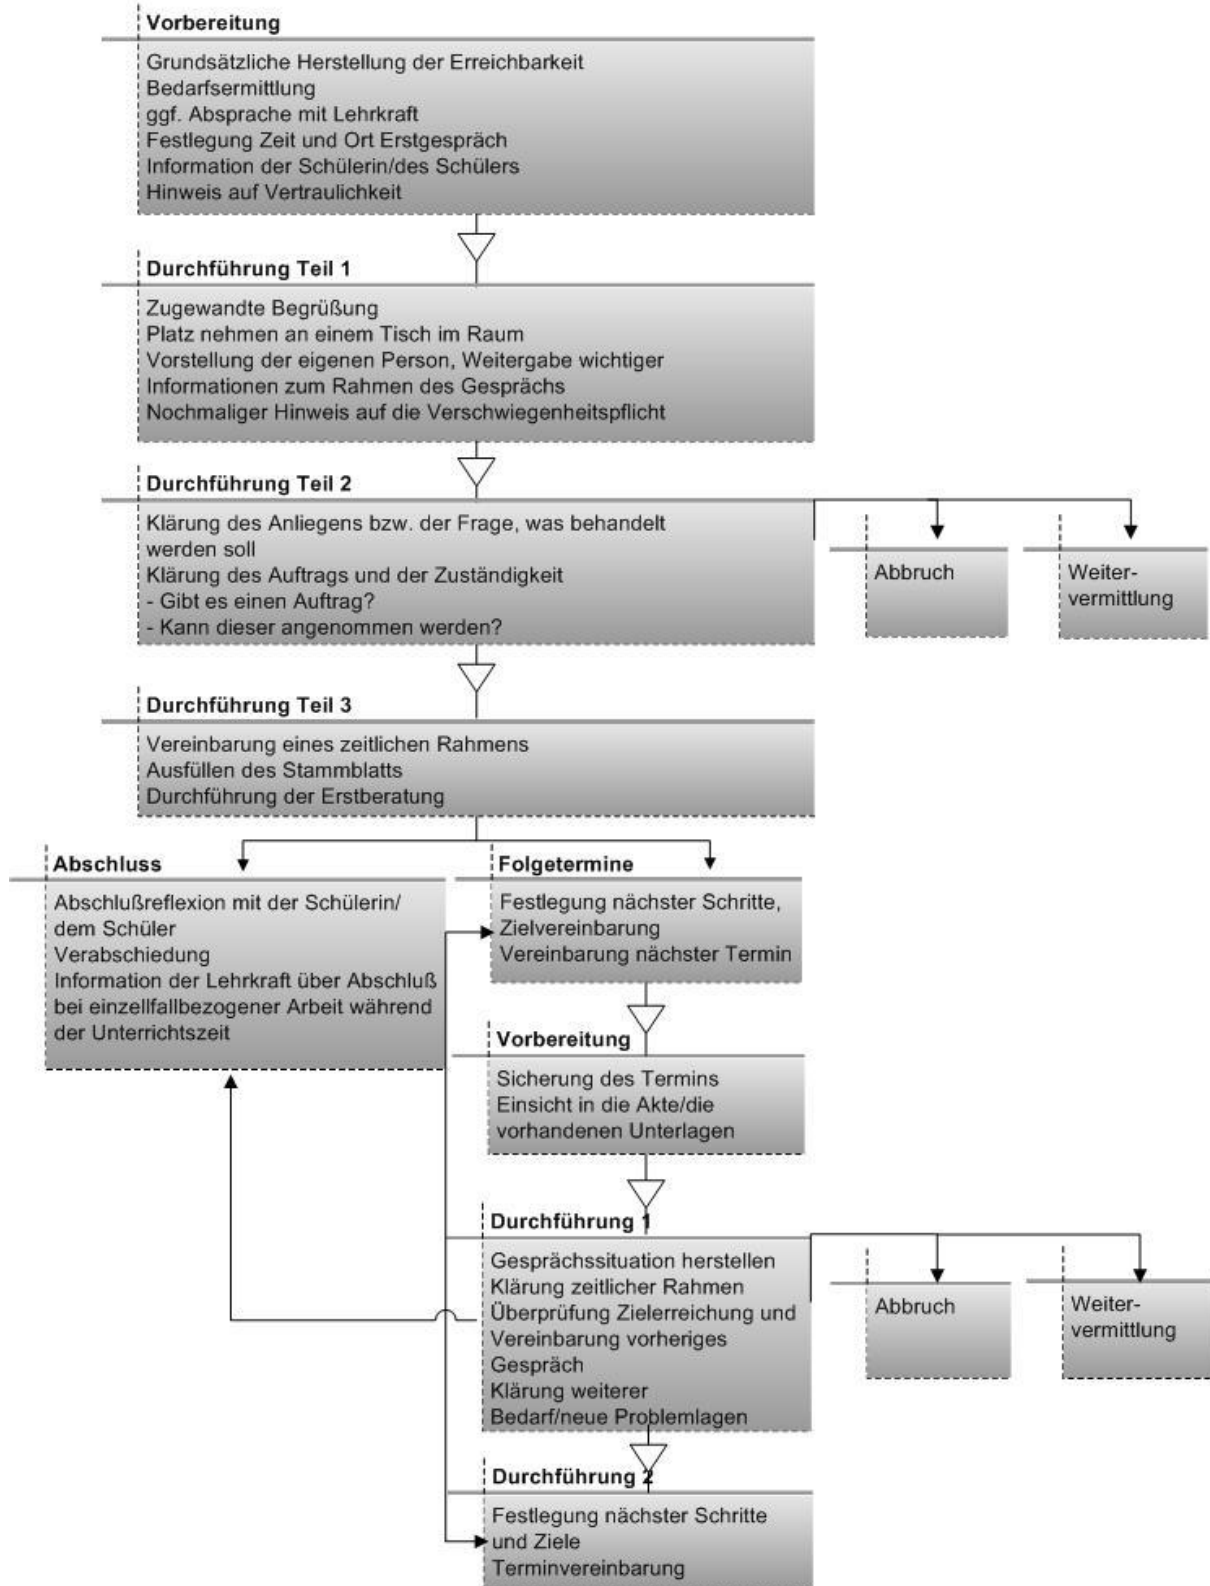 Vorbereitung
Grundsätzliche Herstellung der Erreichbarkeit
Bedarfsermittlung
ggf. Absprache mit Lehrkraft
Festlegung Zeit und Ort Erstgespräch
Information der Schülerin/des Schülers
Hinweis auf Vertraulichkeit
Durchführung Teil 1
Zugewandte Begrüßung
Platz nehmen an einem Tisch im Raum
Vorstellung der eigenen Person, Weitergabe wichtiger
Informationen zum Rahmen des Gesprächs
Nochmaliger Hinweis auf die Verschwiegenheitspflicht
Durchführung Teil 2
Klärung des Anliegens bzw. der Frage, was behandelt
werden soll
Klärung des Auftrags und der Zuständigkeit
- Gibt es einen Auftrag?
- Kann dieser angenommen werden?
Abbruch
Weiter-
vermittlung
Durchführung Teil 3
Vereinbarung eines zeitlichen Rahmens
Ausfüllen des Stammblatts
Durchführung der Erstberatung
Abschluss
Abschlußreflexion mit der Schülerin/
dem Schüler
Verabschiedung
Information der Lehrkraft über Abschluß
bei einzellfallbezogener Arbeit während
der Unterrichtszeit
Folgetermine
Festlegung nächster Schritte,
Zielvereinbarung
Vereinbarung nächster Termin
Vorbereitung
Sicherung des Termins
Einsicht in die Akte/die
vorhandenen Unterlagen
Durchführung 1
Gesprächssituation herstellen
Klärung zeitlicher Rahmen
Überprüfung Zielerreichung und
Vereinbarung vorheriges
Gespräch
Klärung weiterer
Bedarf/neue Problemlagen
Abbruch
Weiter-
vermittlung
Durchführung 2
Festlegung nächster Schritte
und Ziele
Terminvereinbarung